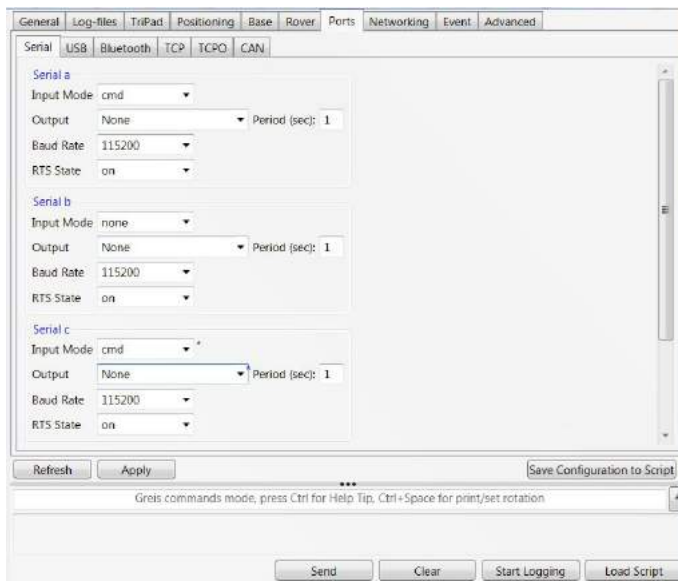 General Log-files TriPad Positioning Base Rover Ports Networking Event Advanced
Serial USB Bluetooth TCP TCPO CAN
Serial a
Input Mode cmd
Output None Period (sec): 1
Baud Rate 115200
RTS State on
Serial b
Input Mode none
Output None Period (sec): 1
Baud Rate 115200
RTS State on
Serial c
Input Mode cmd *
Output None * Period (sec): 1
Baud Rate 115200
RTS State on
Refresh Apply Save Configuration to Script
Greis commands mode, press Ctrl for Help Tip, Ctrl+Space for print/set rotation
Send Clear Start Logging Load Script